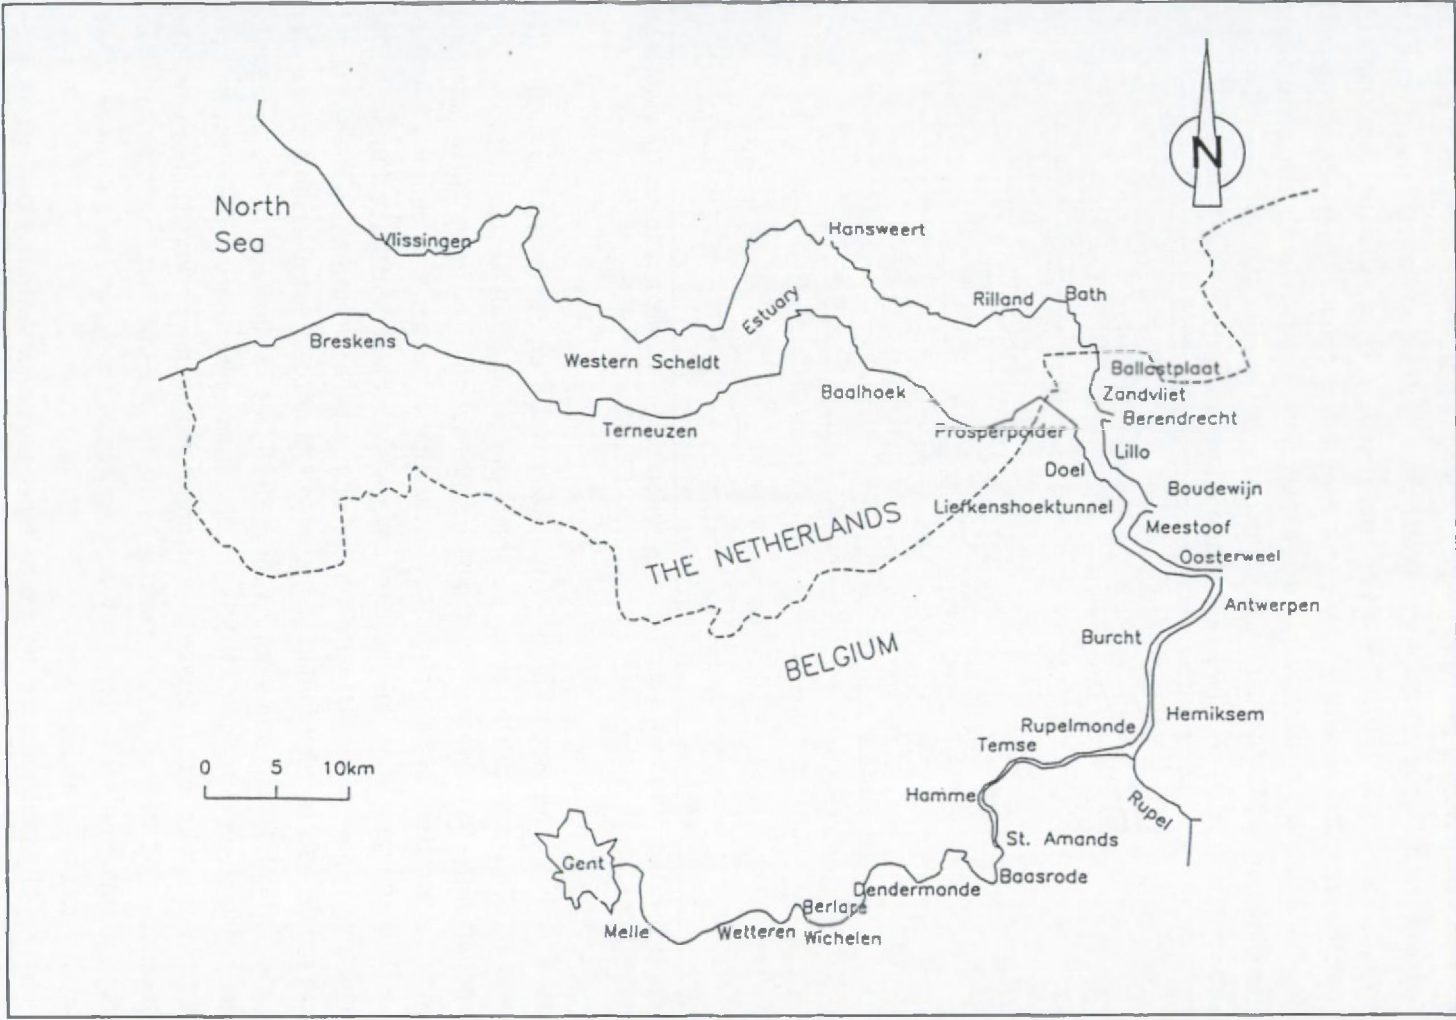 N
North
Sea
Vlissingen
Hansweert
Breskens
Estuary
Western Scheldt
Rilland
Bath
Ballastplaat
Baalhoek
Zandvliet
Berendrecht
Terneuzen
Prosperpolder
Lillo
Doel
Boudewijn
Liefkenshoektunnel
Meestoof
THE NETHERLANDS
Oosterweel
Antwerpen
Burcht
BELGIUM
Hemiksem
Rupelmonde
Temse
0 5 10km
Hamme
Rupel
St. Amands
Gent
Baasrode
Dendermonde
Berlare
Melle
Wetteren
Wichelen